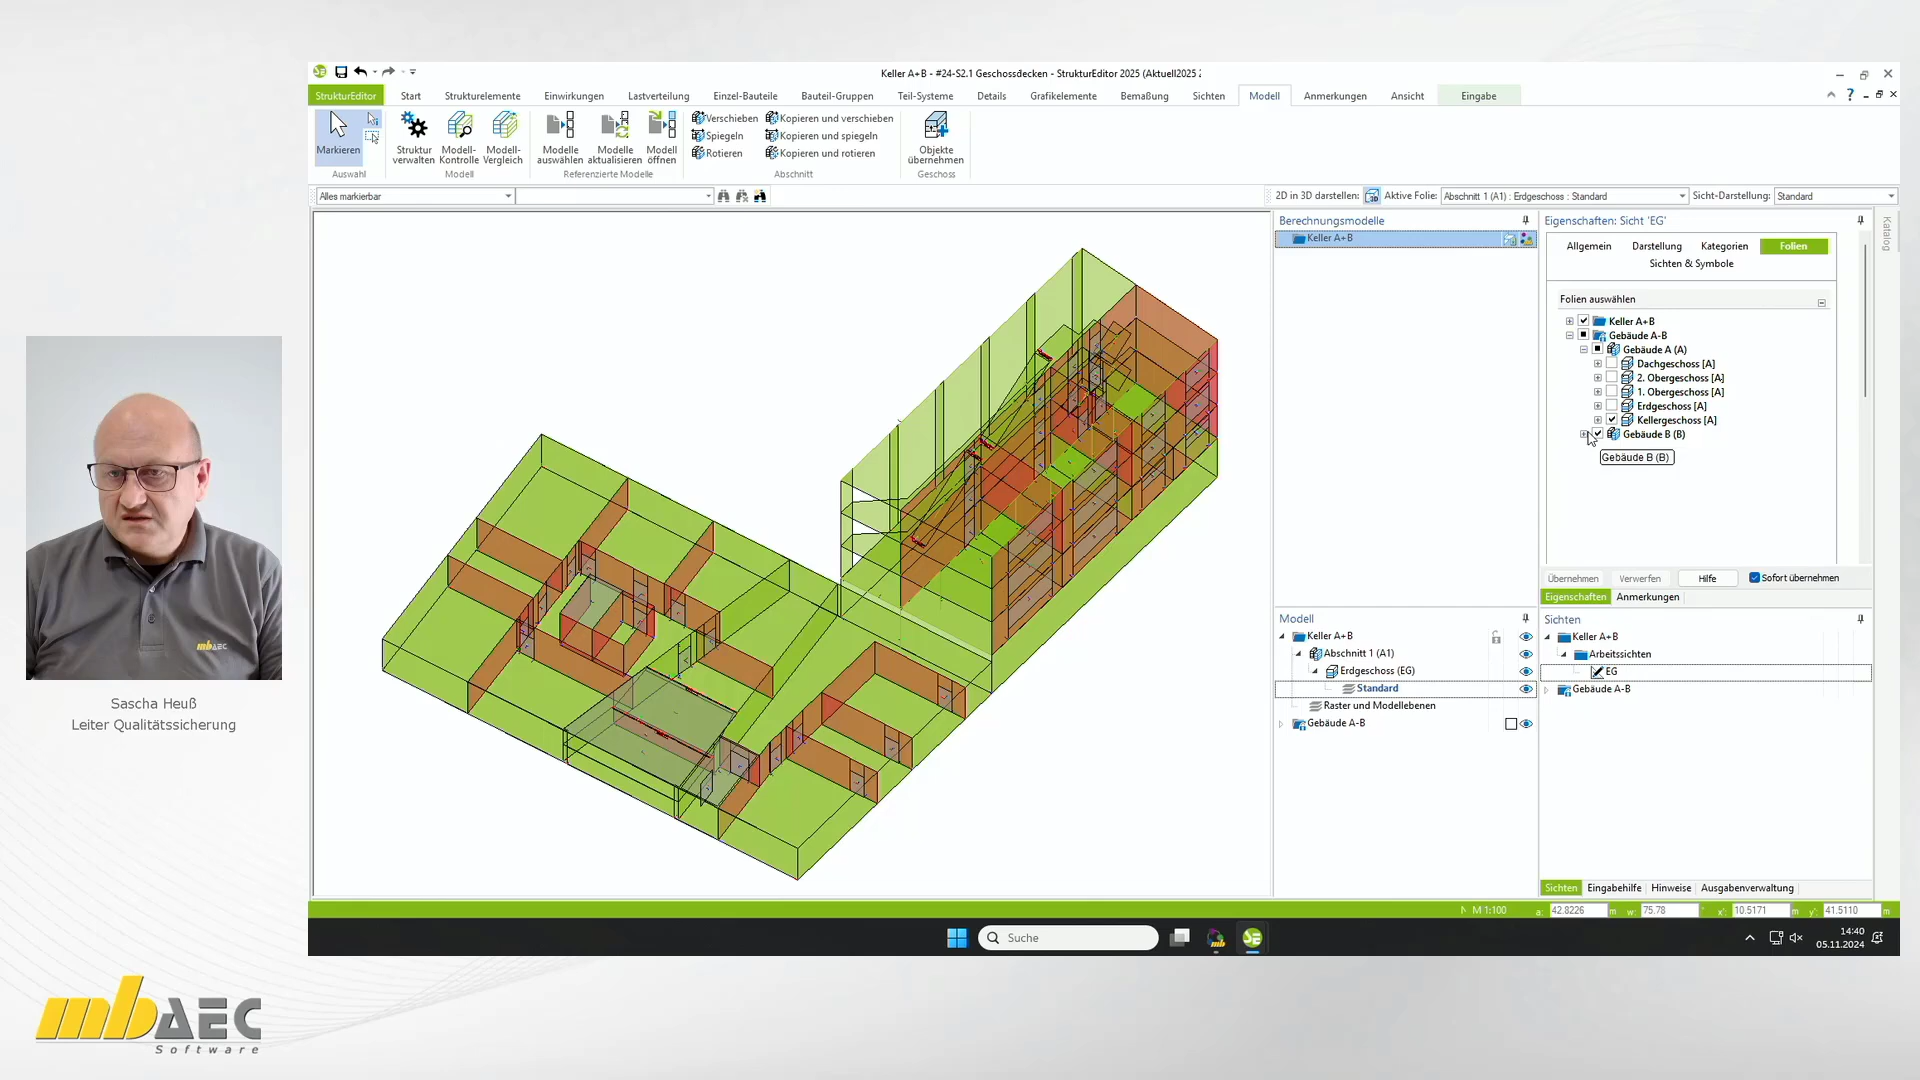 Keller A+B - #24-S2.1 Geschossdecken - StrukturEditor 2025 (Aktuell2025 2
StrukturEditor Start Strukturelemente Einwirkungen Lastverteilung Einzel-Bauteile Bauteil-Gruppen Teil-Systeme Details Grafikelemente Bemaßung Sichten Modell Anmerkungen Ansicht Eingabe
Markieren
Struktur verwalten
Modell-Kontrolle
Modell-Vergleich
Modelle auswählen
Modelle aktualisieren
Modell öffnen
Verschieben
Spiegeln
Rotieren
Kopieren und verschieben
Kopieren und spiegeln
Kopieren und rotieren
Objekte übernehmen
Auswahl Modell Referenzierte Modelle Abschnitt Geschoss
Alles markierbar
2D in 3D darstellen: Aktive Folie: Abschnitt 1 (A1) : Erdgeschoss : Standard Sicht-Darstellung: Standard
Berechnungsmodelle
Keller A+B
Eigenschaften: Sicht 'EG'
Katalog
Allgemein Darstellung Kategorien Folien
Sichten & Symbole
Folien auswählen
Keller A+B
Gebäude A-B
Gebäude A (A)
Dachgeschoss [A]
2. Obergeschoss [A]
1. Obergeschoss [A]
Erdgeschoss [A]
Kellergeschoss [A]
Gebäude B (B)
Gebäude B (B)
Übernehmen Verwerfen Hilfe Sofort übernehmen
Eigenschaften Anmerkungen
Modell
Keller A+B
Abschnitt 1 (A1)
Erdgeschoss (EG)
Standard
Raster und Modellebenen
Gebäude A-B
Sichten
Keller A+B
Arbeitssichten
EG
Gebäude A-B
Sichten Eingabehilfe Hinweise Ausgabenverwaltung
M 1:100 a: 42.8226 m w: 75.78 ° x': 10.5171 m y': 41.5110 m
Suche
14:40
05.11.2024
mbAEC
Sascha Heuß
Leiter Qualitätssicherung
mbAEC
Software